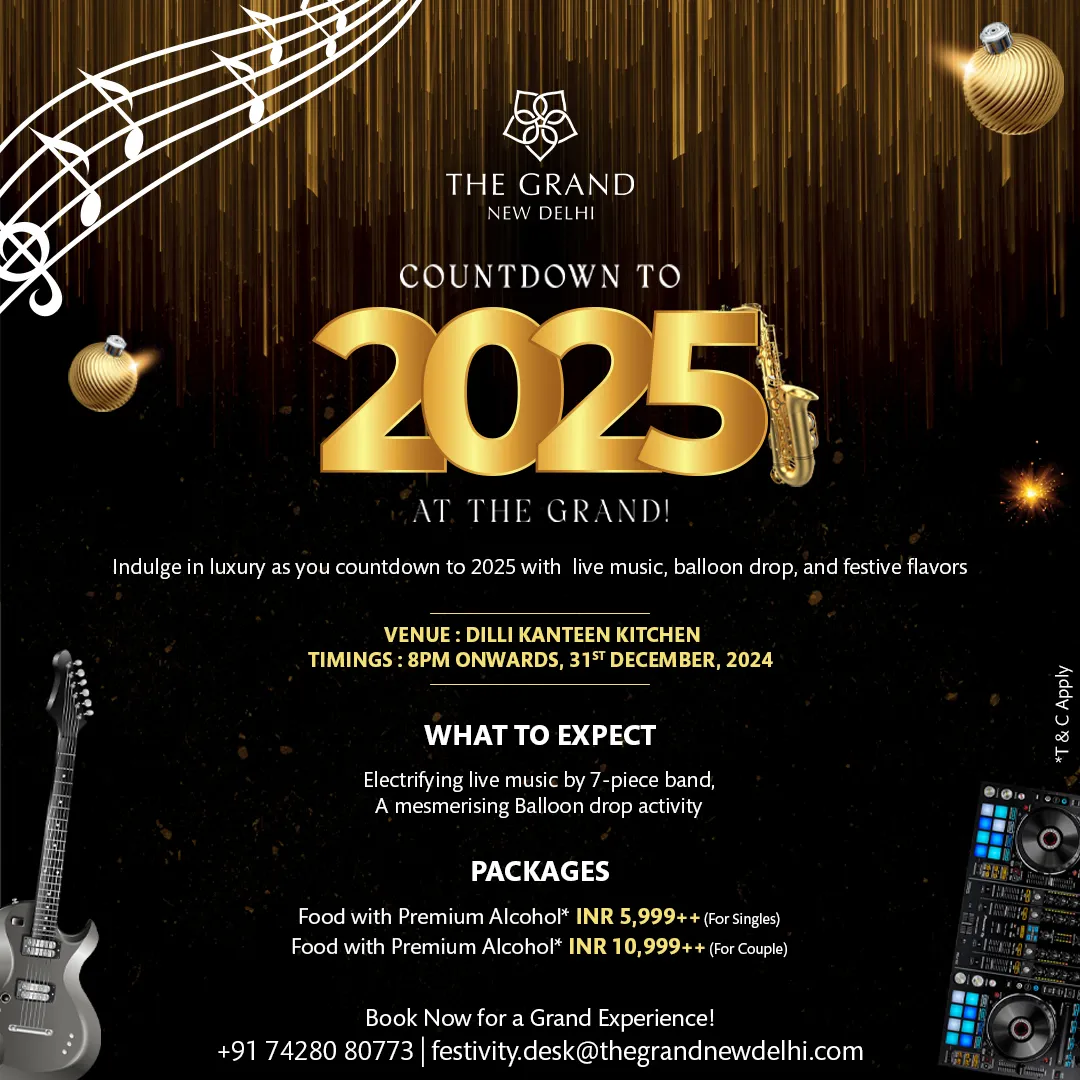 THE GRAND
NEW DELHI
COUNTDOWN TO
2025
AT THE GRAND!
Indulge in luxury as you countdown to 2025 with live music, balloon drop, and festive flavors
VENUE : DILLI KANTEEN KITCHEN
TIMINGS : 8PM ONWARDS, 31ST DECEMBER, 2024
*T & C Apply
WHAT TO EXPECT
Electrifying live music by 7-piece band,
A mesmerising Balloon drop activity
PACKAGES
Food with Premium Alcohol* INR 5,999++ (For Singles)
Food with Premium Alcohol* INR 10,999++ (For Couple)
Book Now for a Grand Experience!
+91 74280 80773 | festivity.desk@thegrandnewdelhi.com